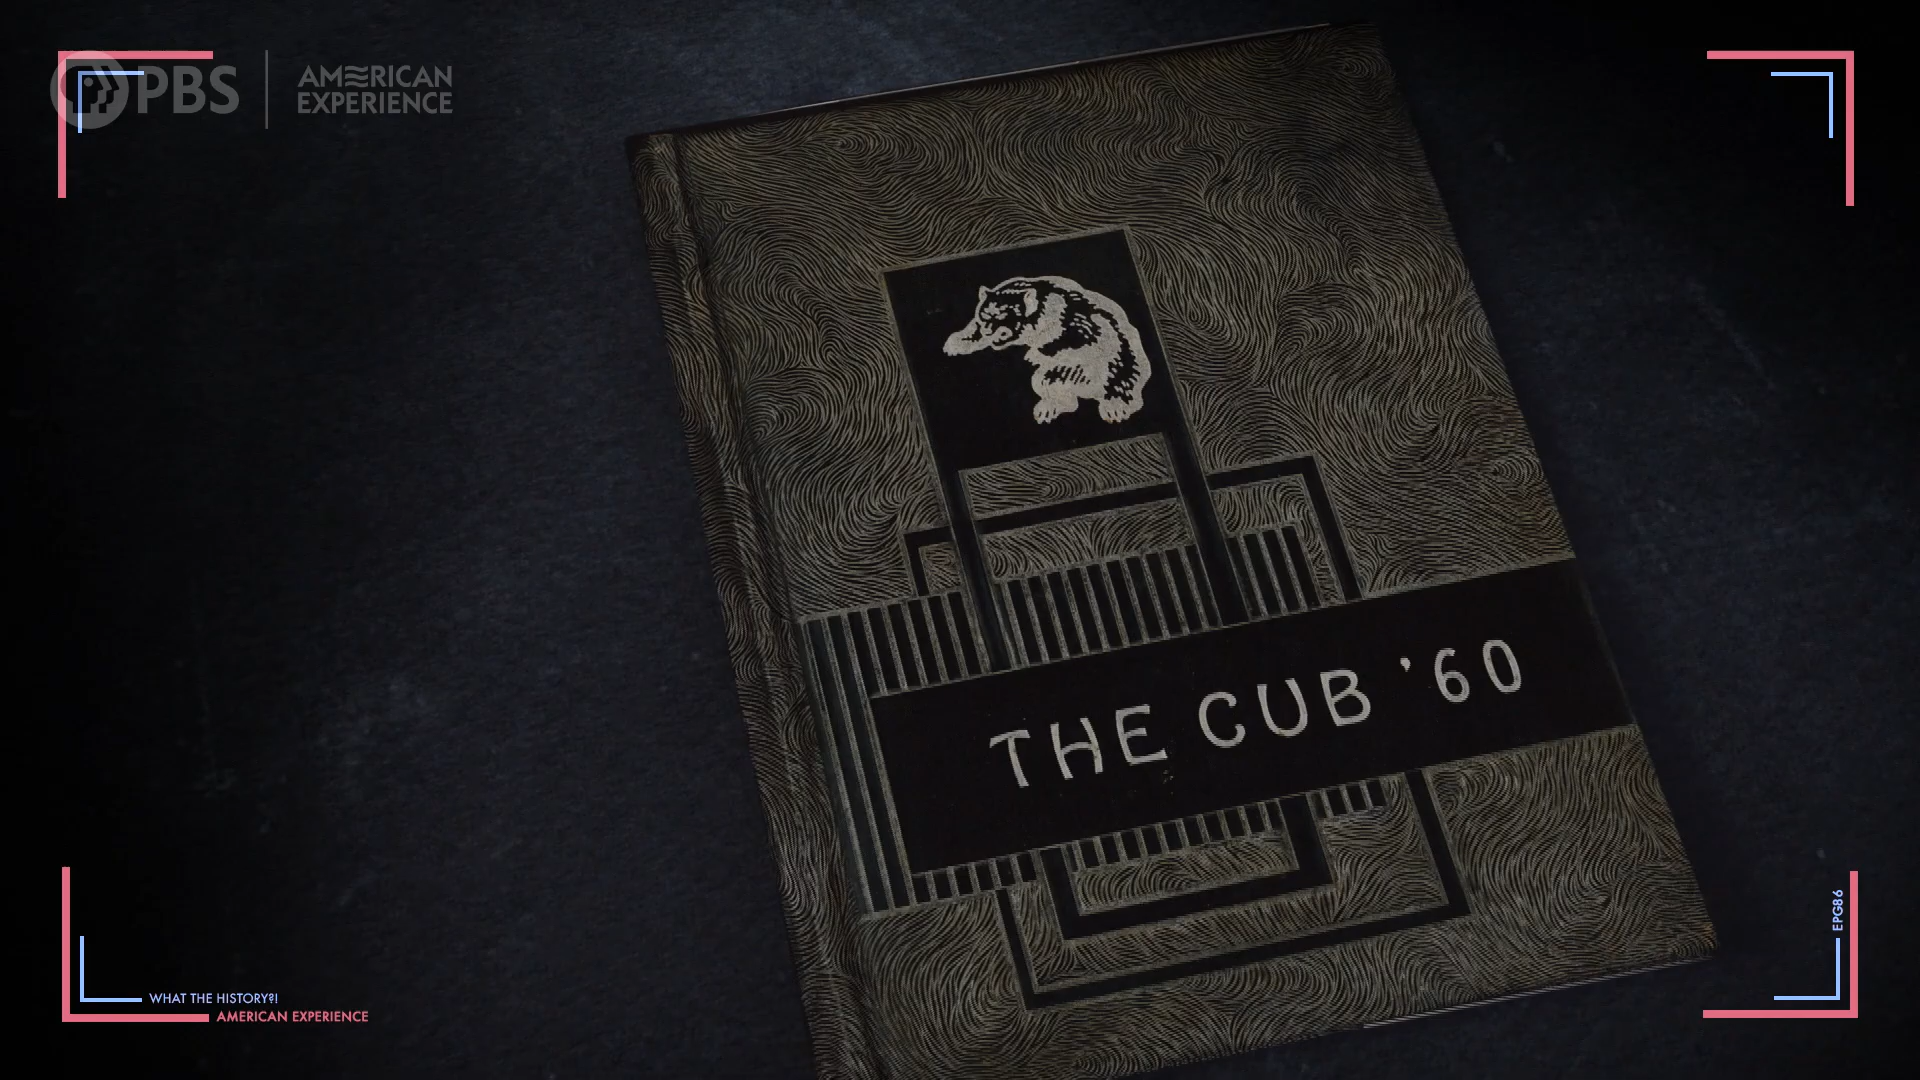 PBS
AMERICAN
EXPERIENCE
THE CUB '60
EPG86
WHAT THE HISTORY?!
AMERICAN EXPERIENCE